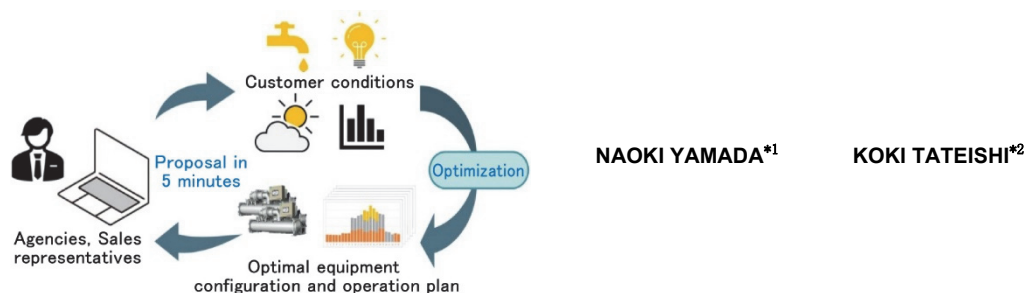 Customer conditions
Proposal in
5 minutes
Optimization
Agencies, Sales
representatives
Optimal equipment
configuration and operation plan
NAOKI YAMADA*1 KOKI TATEISHI*2